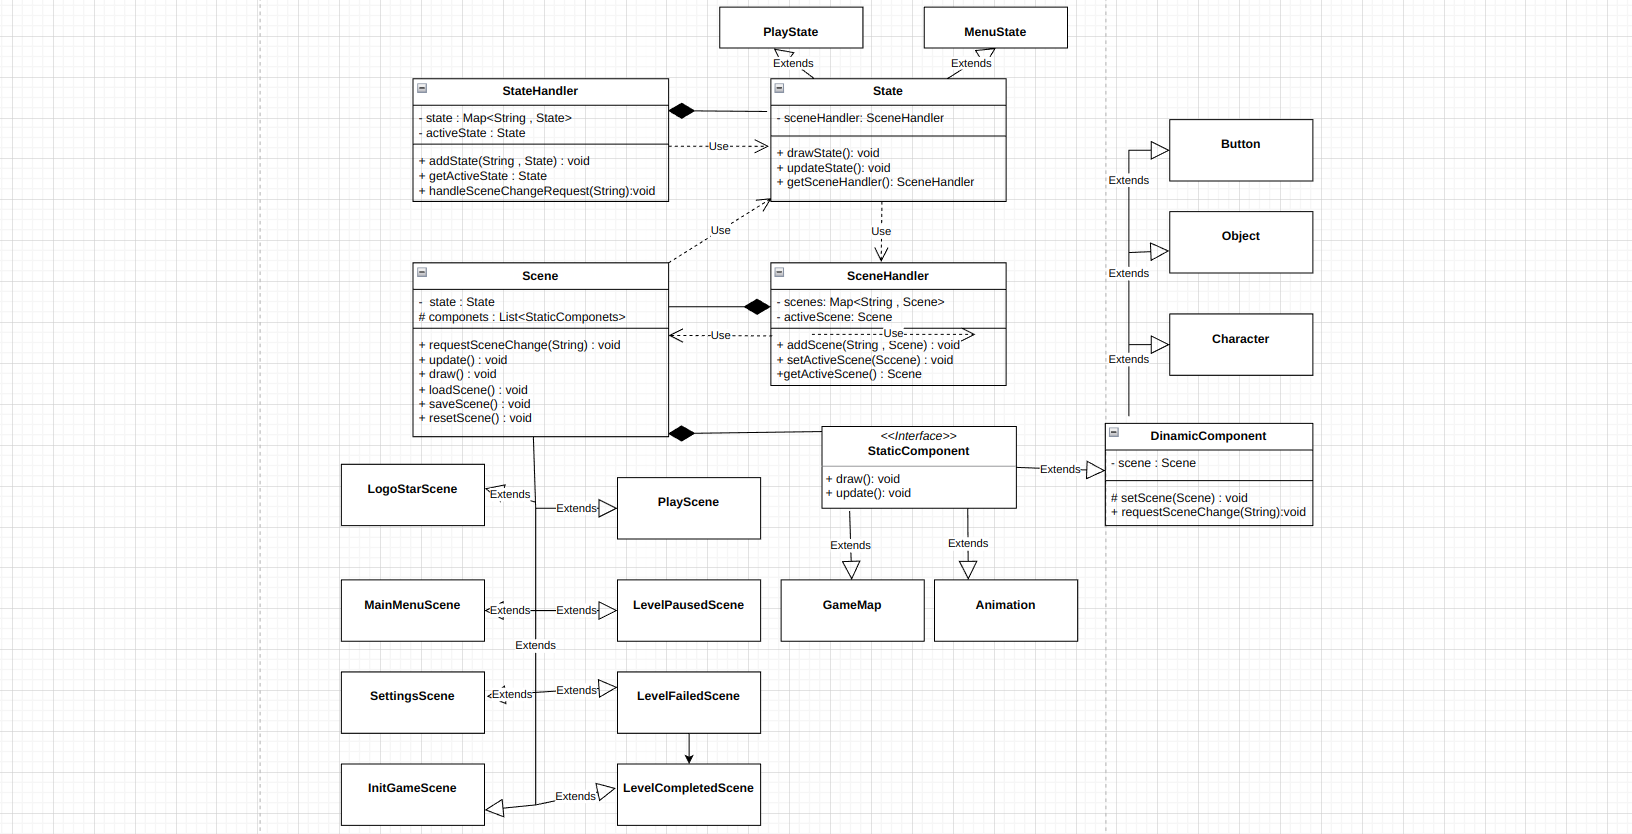 PlayState
MenuState
Extends
Extends
StateHandler
- state : Map<String , State>
- activeState : State
+ addState(String , State) : void
+ getActiveState : State
+ handleSceneChangeRequest(String):void
Use
State
- sceneHandler: SceneHandler
+ drawState(): void
+ updateState(): void
+ getSceneHandler(): SceneHandler
Button
Extends
Object
Extends
Character
Extends
Use
Use
Scene
-  state : State
# componets : List<StaticComponets>
+ requestSceneChange(String) : void
+ update() : void
+ draw() : void
+ loadScene() : void
+ saveScene() : void
+ resetScene() : void
Use
SceneHandler
- scenes: Map<String , Scene>
- activeScene: Scene
Use
+ addScene(String , Scene) : void
+ setActiveScene(Sccene) : void
+getActiveScene() : Scene
<<Interface>>
StaticComponent
+ draw(): void
+ update(): void
Extends
DinamicComponent
- scene : Scene
# setScene(Scene) : void
+ requestSceneChange(String):void
LogoStarScene
Extends
Extends
PlayScene
Extends
Extends
MainMenuScene
Extends
Extends
LevelPausedScene
GameMap
Animation
Extends
SettingsScene
Extends
Extends
LevelFailedScene
InitGameScene
Extends
LevelCompletedScene